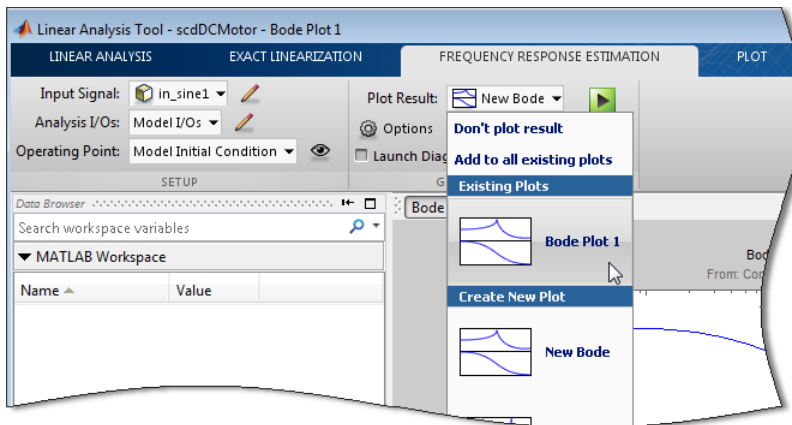 Linear Analysis Tool - scdDCMotor - Bode Plot 1
LINEAR ANALYSIS EXACT LINEARIZATION FREQUENCY RESPONSE ESTIMATION PLOT
Input Signal: in_sine1 Plot Result: New Bode
Analysis I/Os: Model I/Os Options
Operating Point: Model Initial Condition Launch Diag
SETUP G
Don't plot result
Add to all existing plots
Existing Plots
Bode Plot 1
Create New Plot
New Bode
Data Browser
Search workspace variables
MATLAB Workspace
Name Value
Bode
Bo
From: Cor